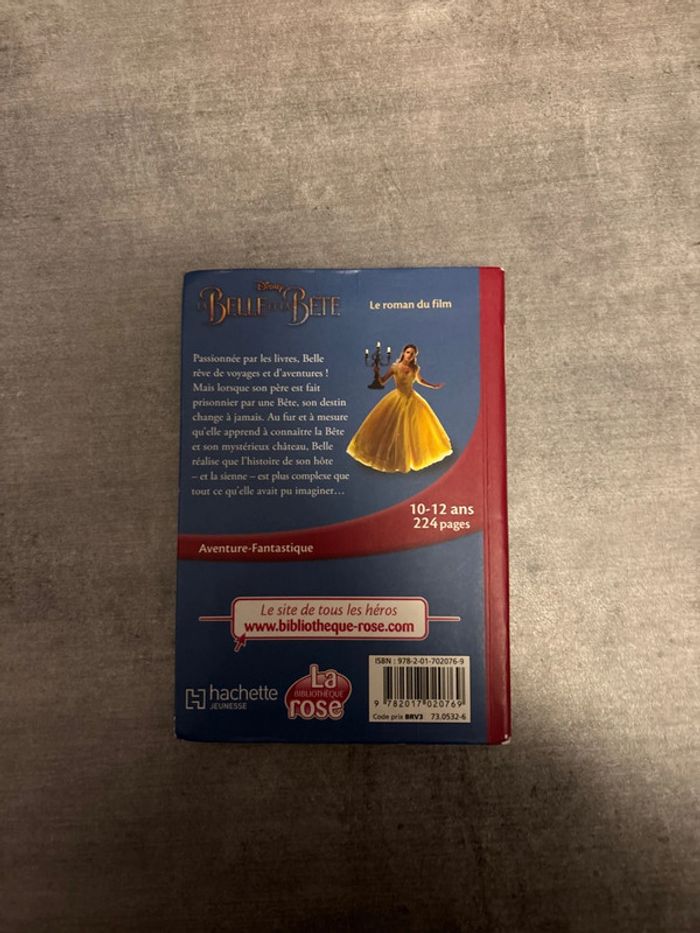 Disney
LA BELLE ET LA BÊTE
Le roman du film
Passionnée par les livres, Belle
rêve de voyages et d'aventures !
Mais lorsque son père est fait
prisonnier par une Bête, son destin
change à jamais. Au fur et à mesure
qu'elle apprend à connaître la Bête
et son mystérieux château, Belle
réalise que l'histoire de son hôte
– et la sienne – est plus complexe que
tout ce qu'elle avait pu imaginer…
10-12 ans
224 pages
Aventure-Fantastique
Le site de tous les héros
www.bibliotheque-rose.com
hachette
JEUNESSE
La
BIBLIOTHÈQUE
rose
ISBN : 978-2-01-702076-9
9 782017 020769
Code prix BRV3 73.0532-6